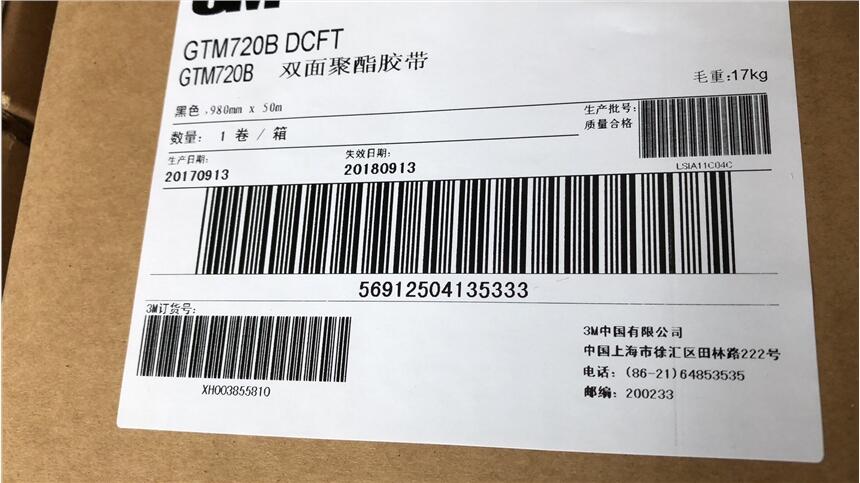 3M
GTM720B DCFT
GTM720B 双面聚酯胶带
毛重:17kg
黑色 ,980mm x 50m
生产批号:
数量: 1 卷 / 箱
质量合格
LSIA11C04C
生产日期:
失效日期:
20170913
20180913
56912504135333
3M订货号:
XH003855810
3M中国有限公司
中国上海市徐汇区田林路222号
电话: (86-21)64853535
邮编: 200233